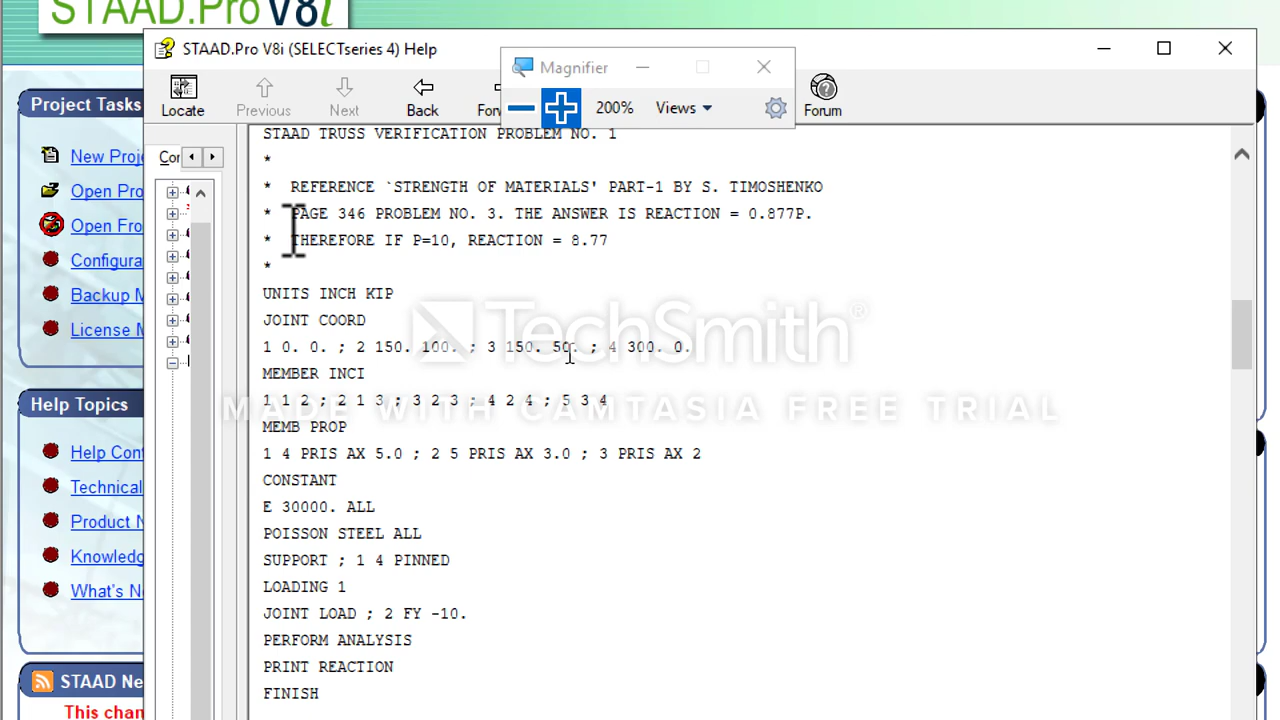 STAAD.Pro V8i
STAAD.Pro V8i (SELECTseries 4) Help
Magnifier
Locate
Previous
Next
Back
200%
Views
Forum
Project Tasks
New Proj
Open Pro
Open Fro
Configura
Backup M
License M
Help Topics
Help Cont
Technical
Product N
Knowledg
What's N
STAAD Ne
This chan
STAAD TRUSS VERIFICATION PROBLEM NO. 1
*
* REFERENCE `STRENGTH OF MATERIALS' PART-1 BY S. TIMOSHENKO
* PAGE 346 PROBLEM NO. 3. THE ANSWER IS REACTION = 0.877P.
* THEREFORE IF P=10, REACTION = 8.77
*
UNITS INCH KIP
JOINT COORD
1 0. 0. ; 2 150. 100. ; 3 150. 50. ; 4 300. 0.
MEMBER INCI
1 1 2 ; 2 1 3 ; 3 2 3 ; 4 2 4 ; 5 3 4
MEMB PROP
1 4 PRIS AX 5.0 ; 2 5 PRIS AX 3.0 ; 3 PRIS AX 2
CONSTANT
E 30000. ALL
POISSON STEEL ALL
SUPPORT ; 1 4 PINNED
LOADING 1
JOINT LOAD ; 2 FY -10.
PERFORM ANALYSIS
PRINT REACTION
FINISH
TechSmith®
MADE WITH CAMTASIA FREE TRIAL